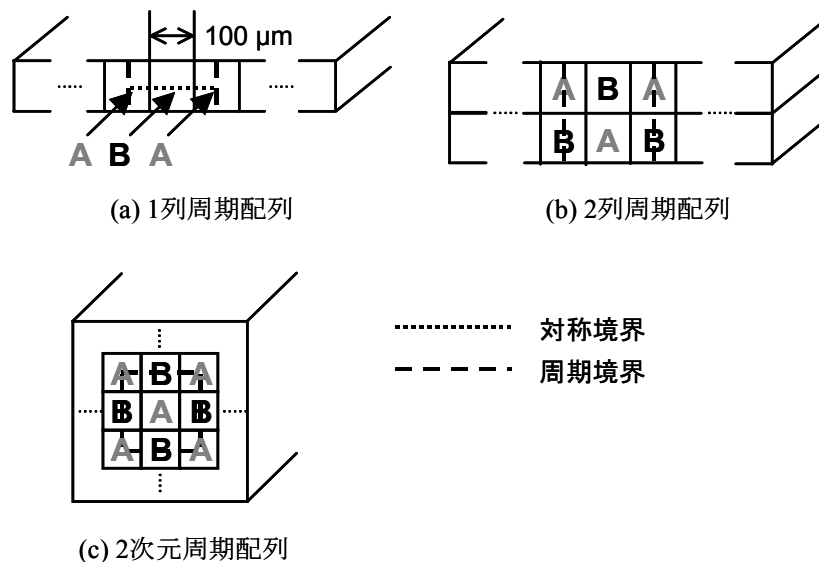 100 μm
A B A
(a) 1列周期配列
A B A
B A B
(b) 2列周期配列
A B A
B A B
A B A
(c) 2次元周期配列
対称境界
周期境界